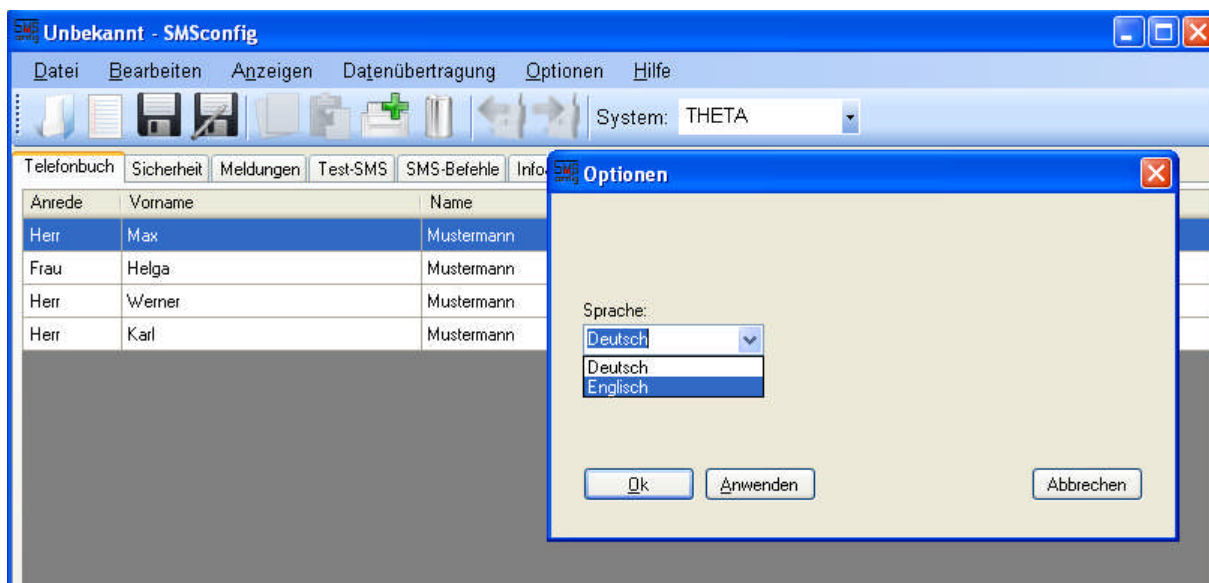 Unbekannt - SMSconfig
Datei Bearbeiten Anzeigen Datenübertragung Optionen Hilfe
System: THETA
Telefonbuch Sicherheit Meldungen Test-SMS SMS-Befehle Info
Anrede Vorname Name
Herr Max Mustermann
Frau Helga Mustermann
Herr Werner Mustermann
Herr Karl Mustermann
Optionen
Sprache:
Deutsch
Deutsch
Englisch
Ok Anwenden Abbrechen